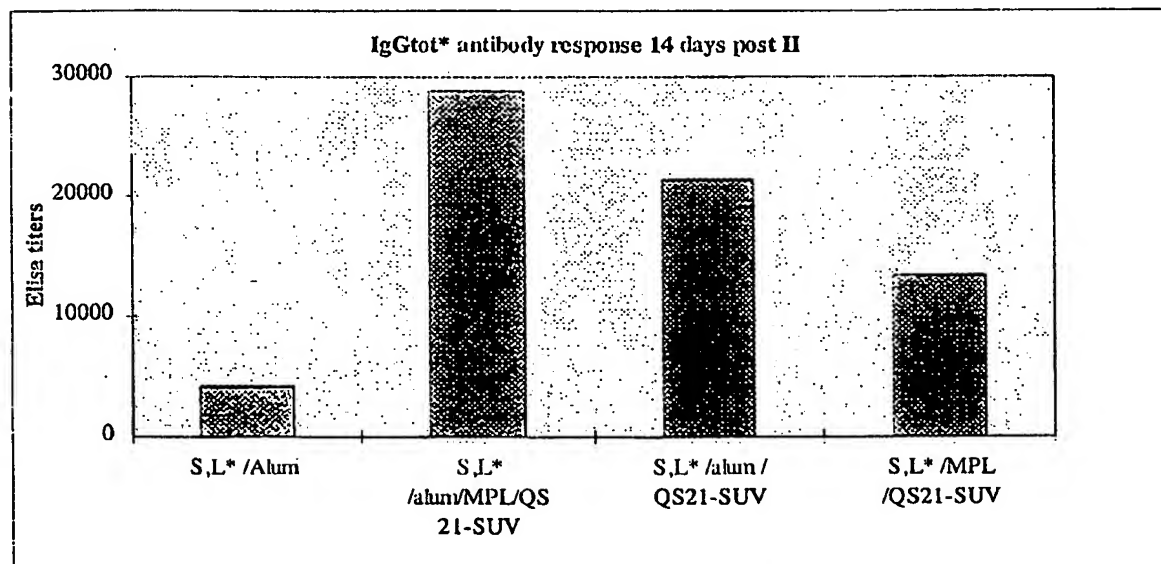 IgGtot* antibody response 14 days post II
30000
20000
10000
0
Elisa titers
S,L* /Alum
S,L*
/alum/MPL/QS
21-SUV
S,L* /alum /
QS21-SUV
S,L* /MPL
/QS21-SUV